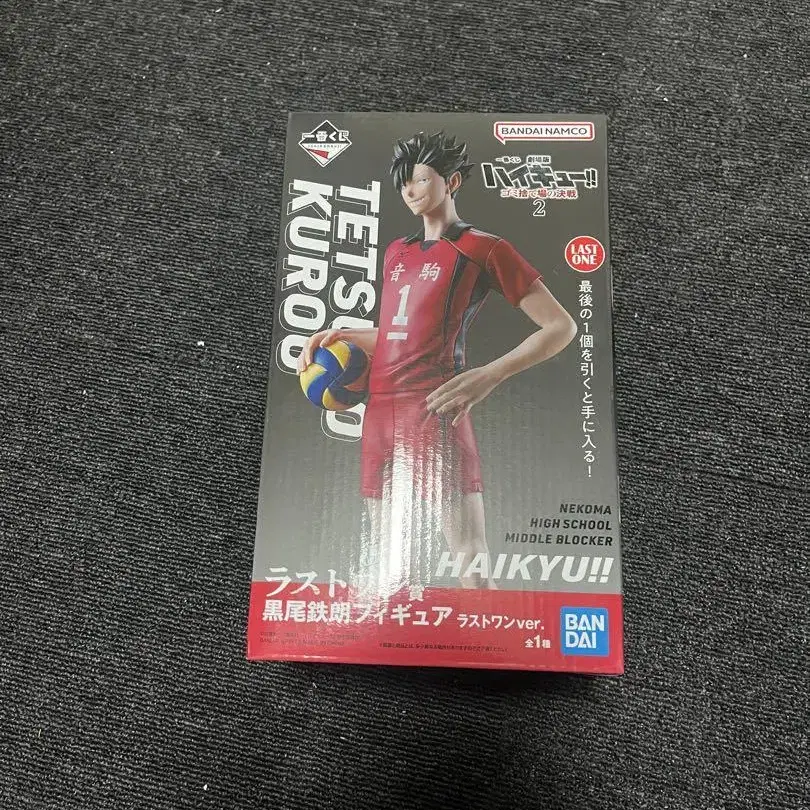 一番くじ
BANDAI NAMCO
一番くじ 劇場版
ハイキュー!!
ゴミ捨て場の決戦
2
LAST
ONE
最後の1個を引くと手に入る!
TETSURO
KUROO
音駒
1
NEKOMA
HIGH SCHOOL
MIDDLE BLOCKER
HAIKYU!!
ラストワン賞
黒尾鉄朗フィギュア ラストワンver.
全1種
BAN
DAI